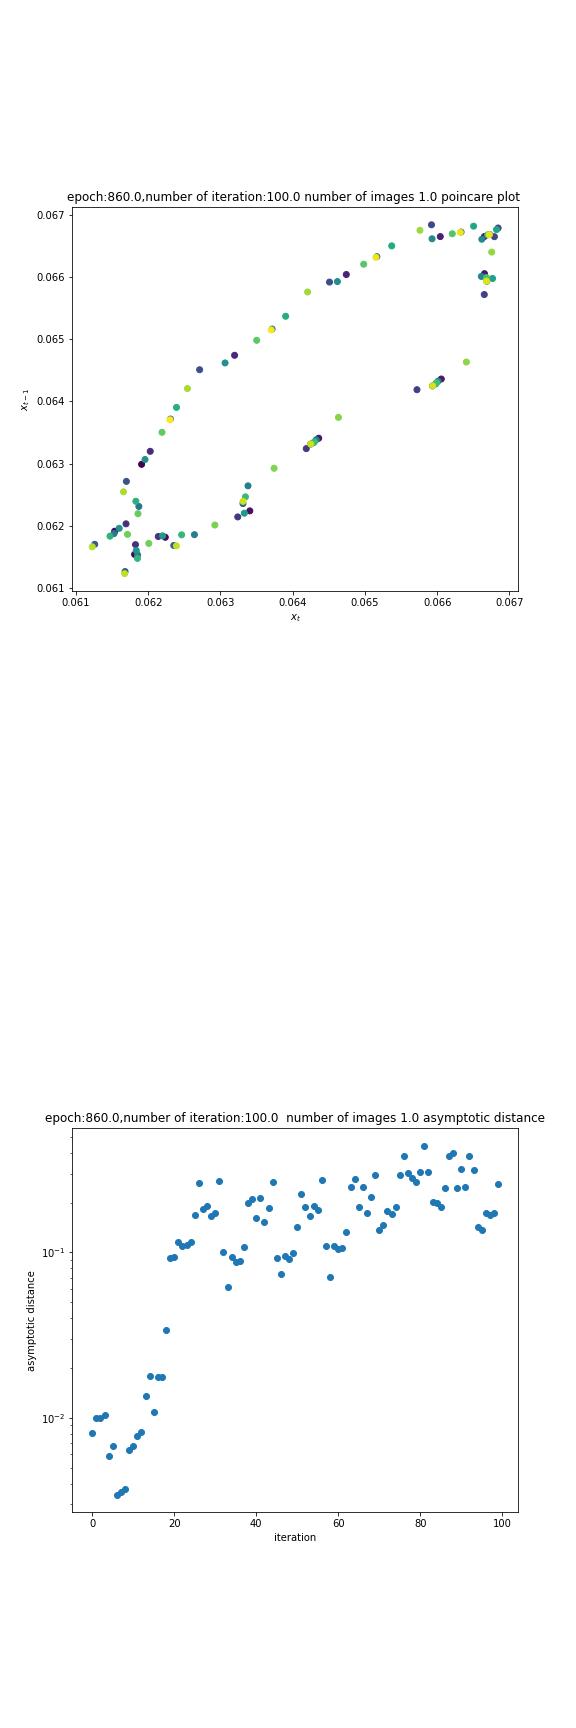 epoch:860.0,number of iteration:100.0 number of images 1.0 poincare plot
0.067
0.066
0.065
0.064
0.063
0.062
0.061
x_{t-1}
0.061 0.062 0.063 0.064 0.065 0.066 0.067
x_t
epoch:860.0,number of iteration:100.0  number of images 1.0 asymptotic distance
10^{-1}
10^{-2}
asymptotic distance
0 20 40 60 80 100
iteration